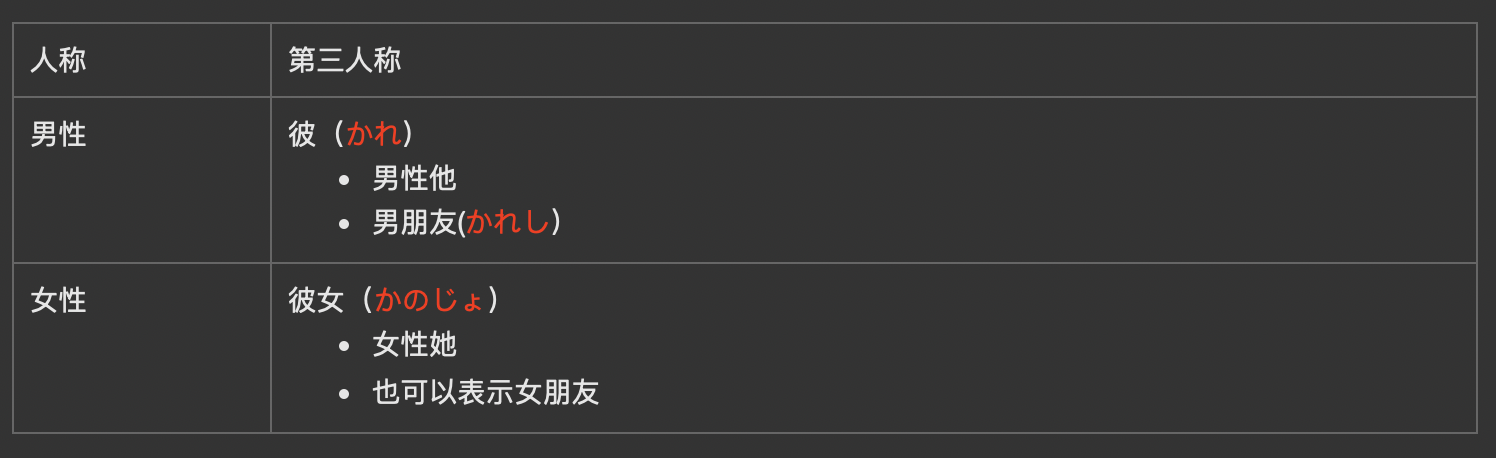 人称
第三人称
男性
彼（かれ）
男性他
男朋友(かれし）
女性
彼女（かのじょ）
女性她
也可以表示女朋友